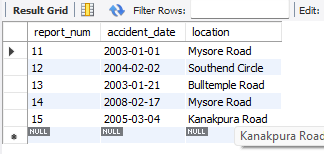 Result Grid Filter Rows: Edit:
report_num accident_date location
11 2003-01-01 Mysore Road
12 2004-02-02 Southend Circle
13 2003-01-21 Bulltemple Road
14 2008-02-17 Mysore Road
15 2005-03-04 Kanakpura Road
NULL NULL NULL
Kanakpura Road